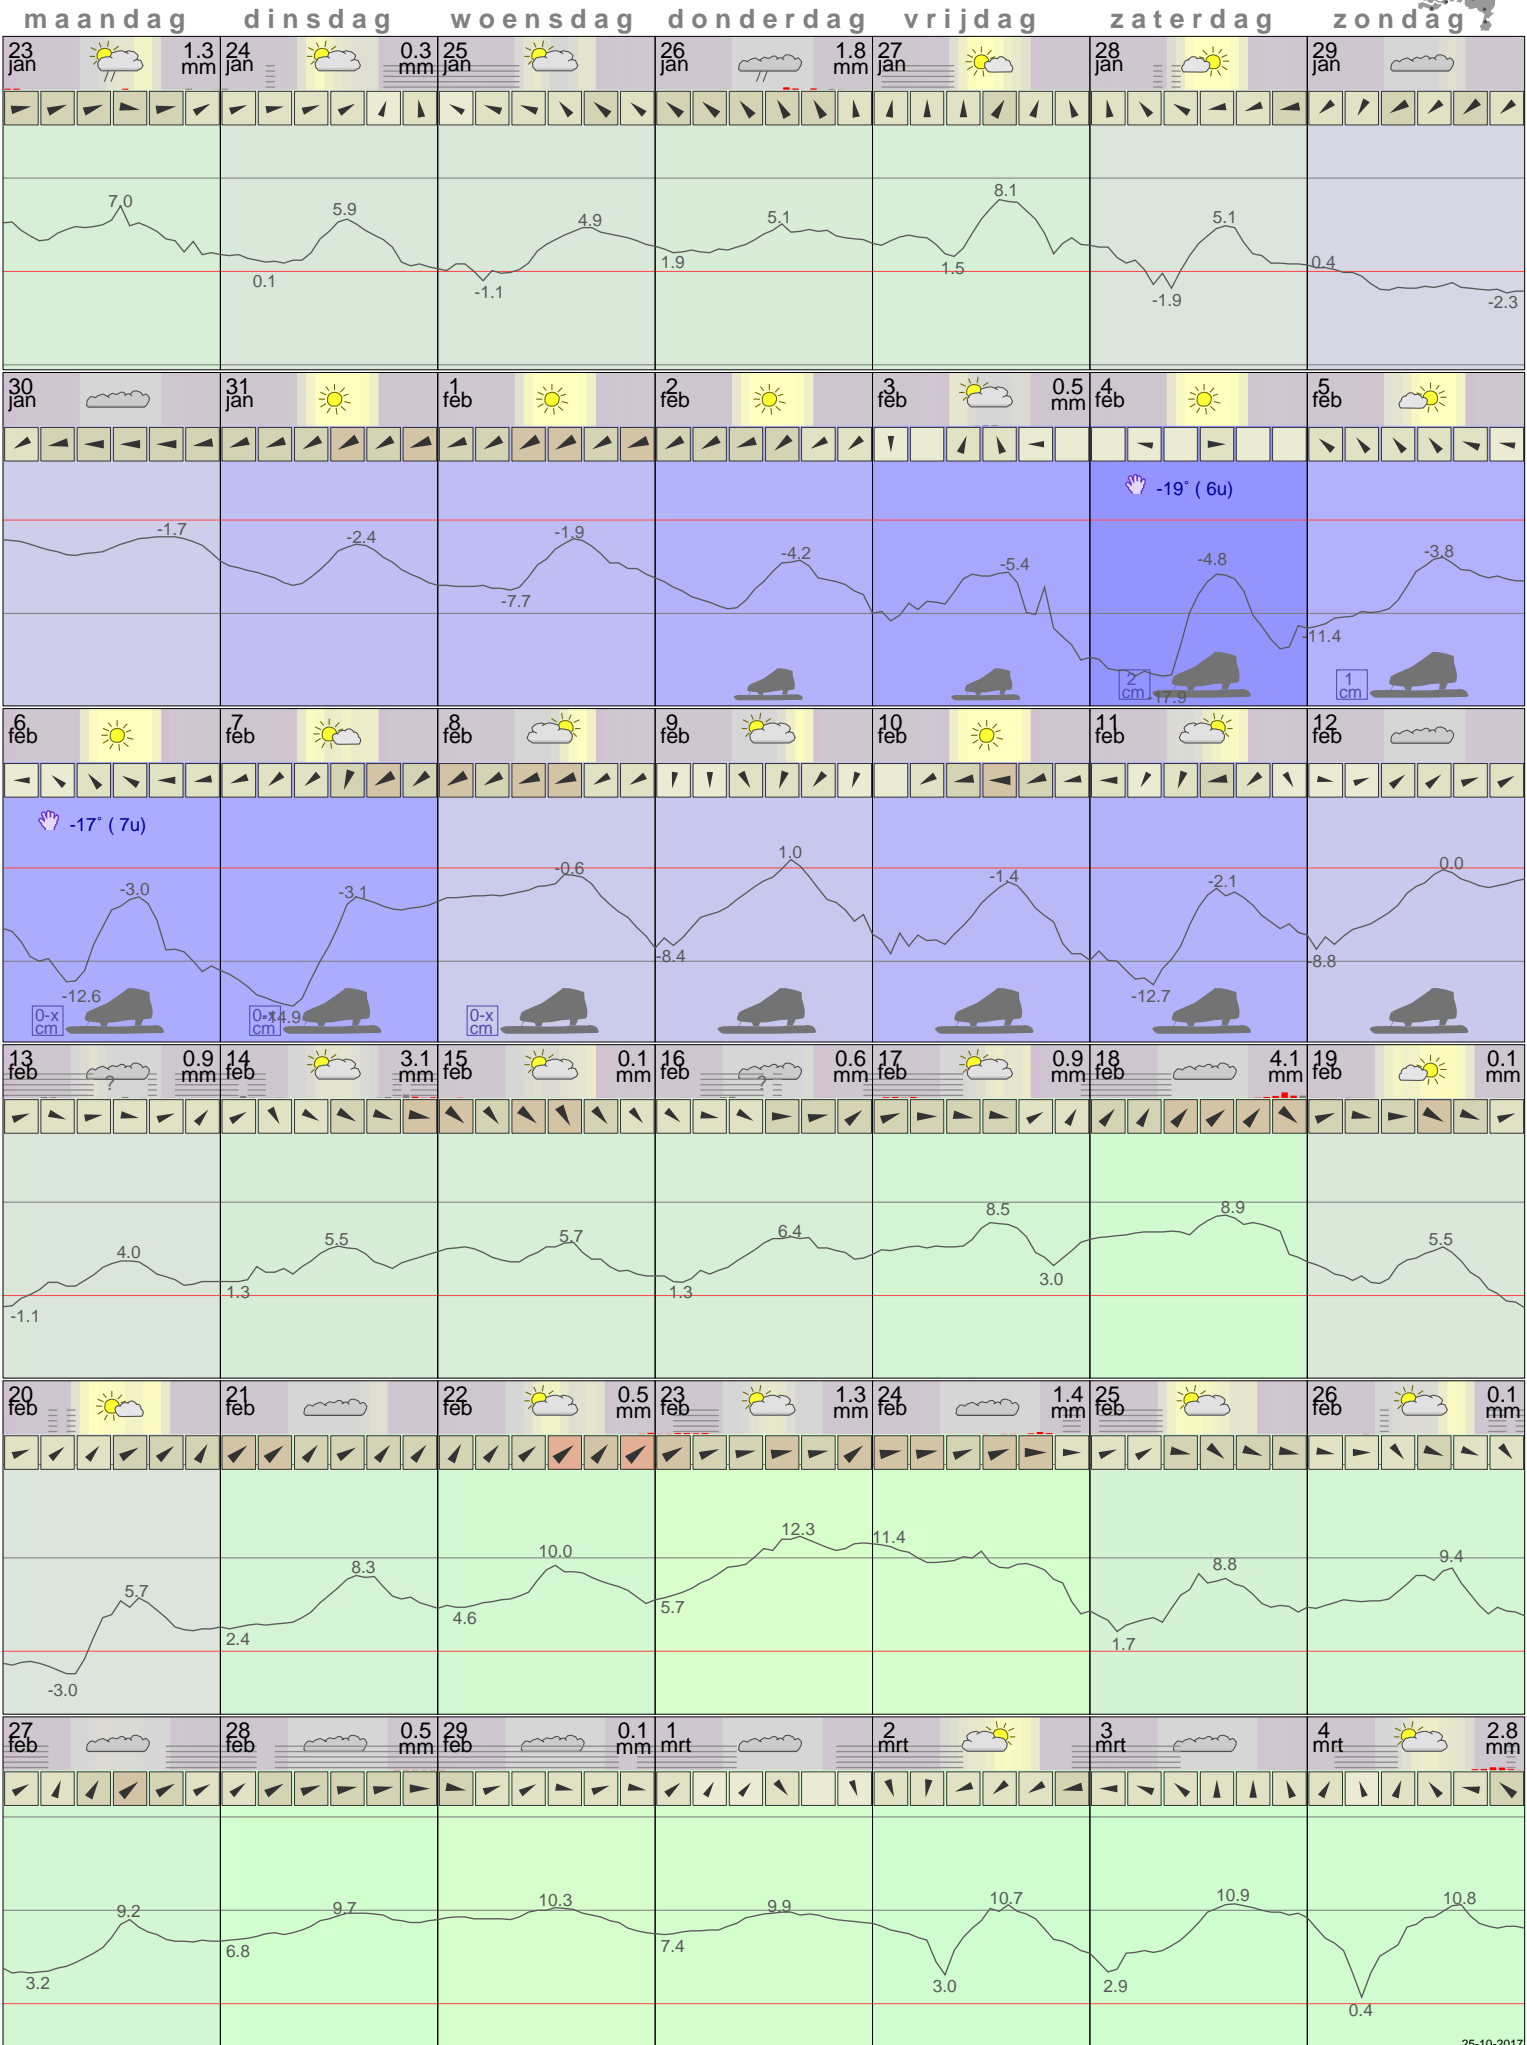 maandag dinsdag woensdag donderdag vrijdag zaterdag zondag
23 jan 1.3 mm
24 jan 0.3 mm
25 jan
26 jan 1.8 mm
27 jan
28 jan
29 jan
7.0 5.9 4.9 5.1 8.1 5.1
0.1 -1.1 1.9 1.5 -1.9 0.4 -2.3
30 jan
31 jan
1 feb
2 feb
3 feb 0.5 mm
4 feb
5 feb
-19° ( 6u)
-1.7 -2.4 -1.9 -4.2 -5.4 -4.8 -3.8
-7.7 -17.9 -11.4
2 cm
1 cm
6 feb
7 feb
8 feb
9 feb
10 feb
11 feb
12 feb
-17° ( 7u)
-3.0 -3.1 -0.6 1.0 -1.4 -2.1 0.0
-12.6 -14.9 -8.4 -12.7 -8.8
0-x cm
0-x cm
0-x cm
13 feb ? 0.9 mm
14 feb 3.1 mm
15 feb 0.1 mm
16 feb ? 0.6 mm
17 feb 0.9 mm
18 feb 4.1 mm
19 feb 0.1 mm
4.0 5.5 5.7 6.4 8.5 8.9 5.5
-1.1 1.3 1.3 3.0
20 feb
21 feb
22 feb 0.5 mm
23 feb 1.3 mm
24 feb 1.4 mm
25 feb
26 feb 0.1 mm
5.7 8.3 10.0 12.3 11.4 8.8 9.4
-3.0 2.4 4.6 5.7 1.7
27 feb
28 feb 0.5 mm
29 feb 0.1 mm
1 mrt
2 mrt
3 mrt
4 mrt 2.8 mm
9.2 9.7 10.3 9.9 10.7 10.9 10.8
3.2 6.8 7.4 3.0 2.9 0.4
25-10-2017